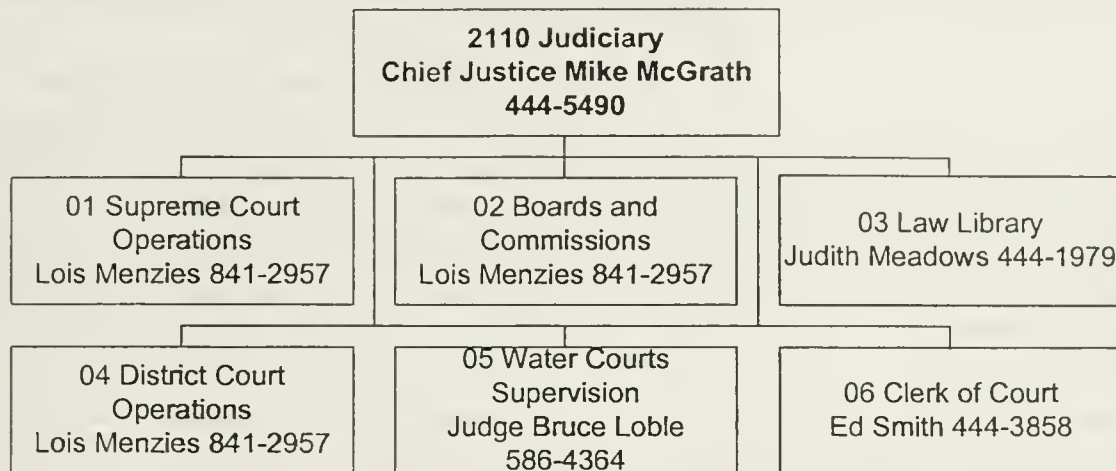 2110 Judiciary
Chief Justice Mike McGrath
444-5490
01 Supreme Court
Operations
Lois Menzies 841-2957
02 Boards and
Commissions
Lois Menzies 841-2957
03 Law Library
Judith Meadows 444-1979
04 District Court
Operations
Lois Menzies 841-2957
05 Water Courts
Supervision
Judge Bruce Loble
586-4364
06 Clerk of Court
Ed Smith 444-3858